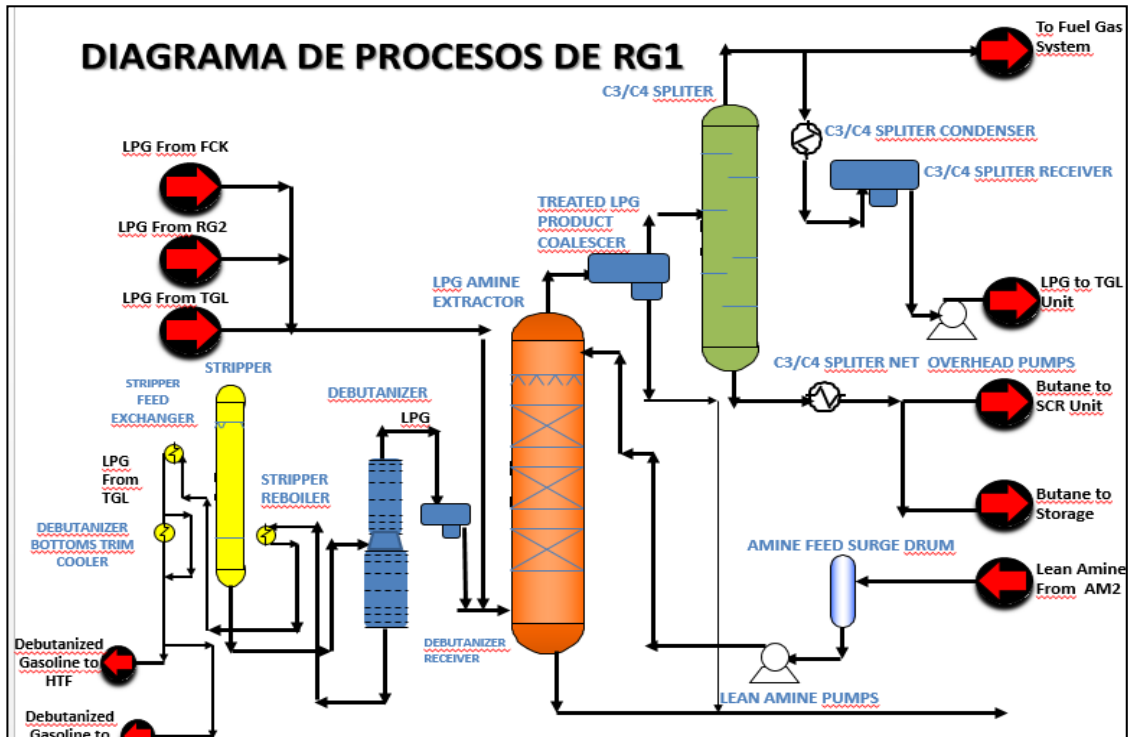 DIAGRAMA DE PROCESOS DE RG1
To Fuel Gas
System
C3/C4 SPLITER
C3/C4 SPLITER CONDENSER
C3/C4 SPLITER RECEIVER
LPG From FCK
LPG From RG2
LPG From TGL
TREATED LPG
PRODUCT
COALESCER
LPG AMINE
EXTRACTOR
LPG to TGL
Unit
C3/C4 SPLITER NET OVERHEAD PUMPS
STRIPPER
STRIPPER
FEED
EXCHANGER
DEBUTANIZER
LPG
Butane to
SCR Unit
LPG
From
TGL
STRIPPER
REBOILER
Butane to
Storage
DEBUTANIZER
BOTTOMS TRIM
COOLER
AMINE FEED SURGE DRUM
Lean Amine
From AM2
Debutanized
Gasoline to
HTF
DEBUTANIZER
RECEIVER
LEAN AMINE PUMPS
Debutanized
Gasoline to